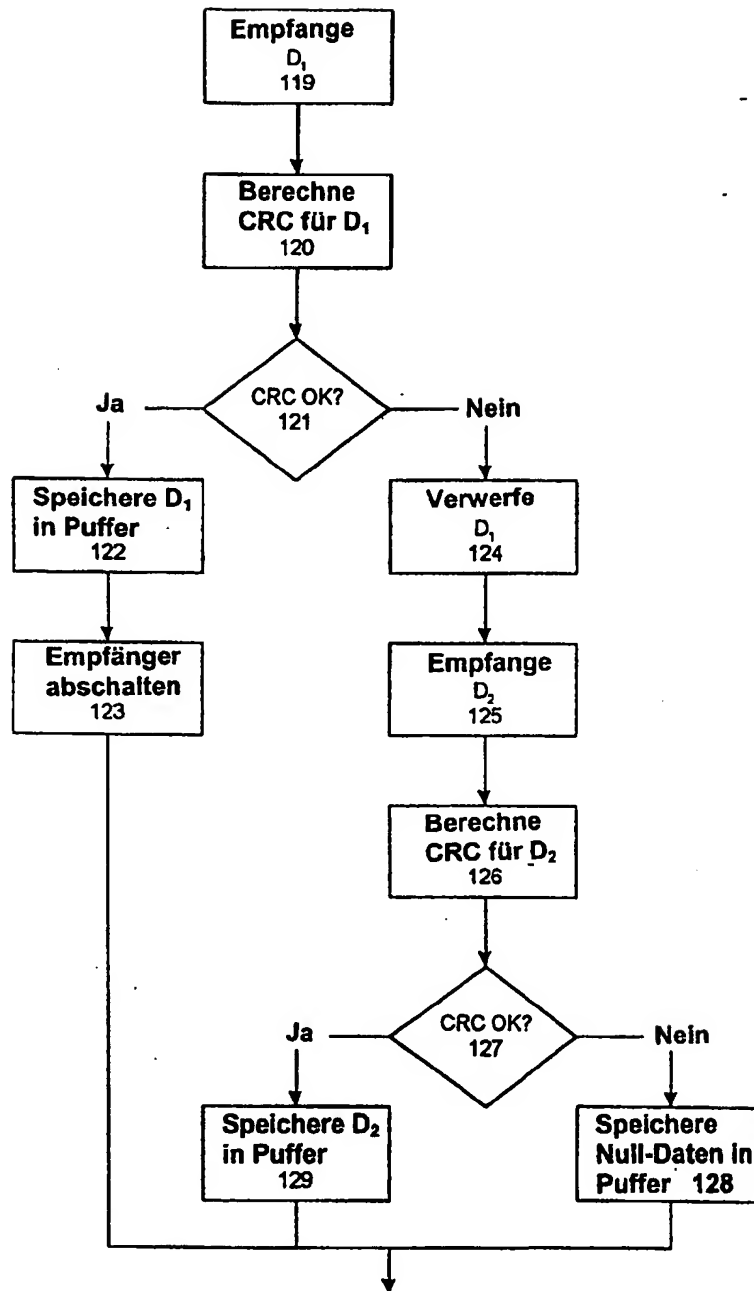 Empfange
D₁
119
Berechne
CRC für D₁
120
CRC OK?
121
Ja
Nein
Speichere D₁
in Puffer
122
Verwerfe
D₁
124
Empfänger
abschalten
123
Empfange
D₂
125
Berechne
CRC für D₂
126
CRC OK?
127
Ja
Nein
Speichere D₂
in Puffer
129
Speichere
Null-Daten in
Puffer 128